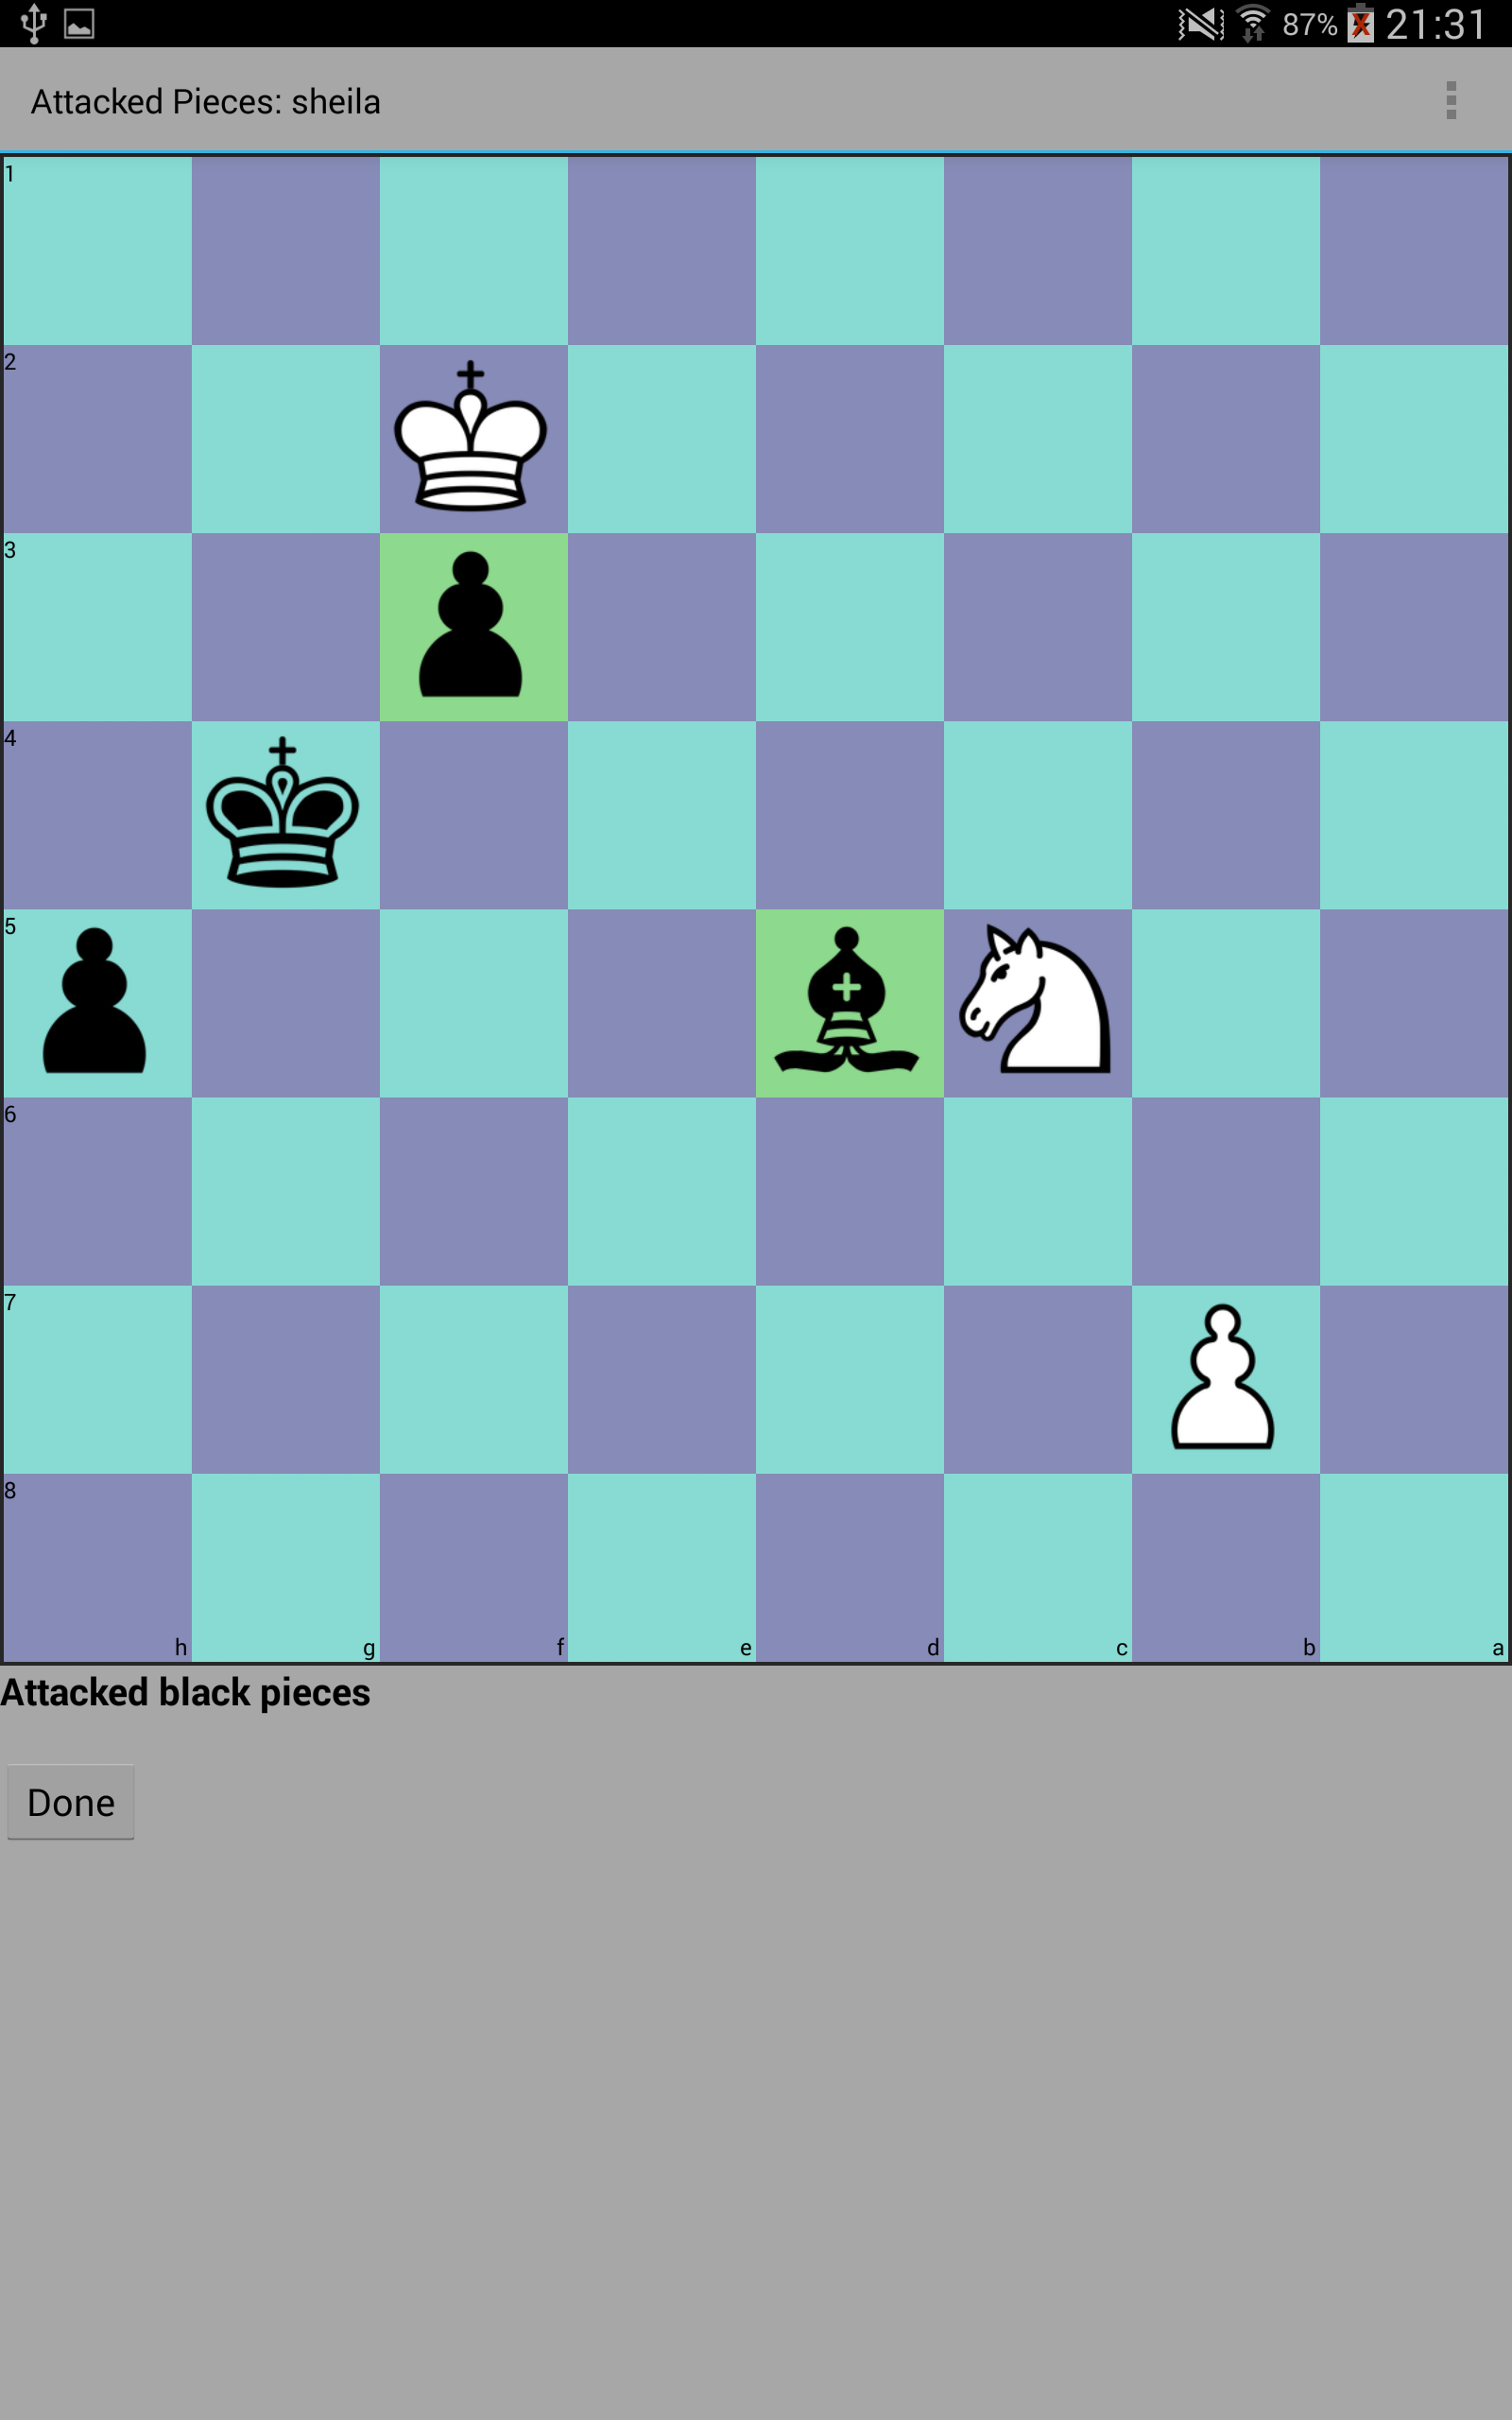 87% 21:31
Attacked Pieces: sheila
1
2
3
4
5
6
7
8
h g f e d c b a
Attacked black pieces
Done